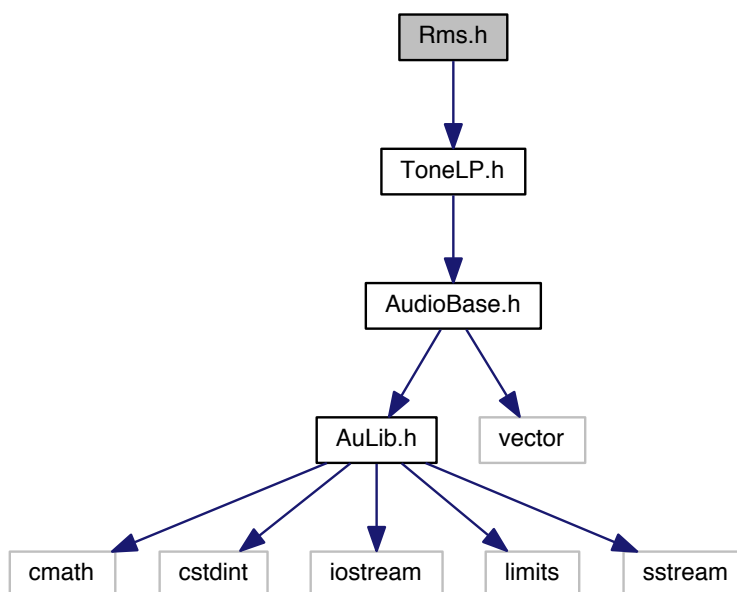 Rms.h
ToneLP.h
AudioBase.h
AuLib.h
vector
cmath
cstdint
iostream
limits
sstream